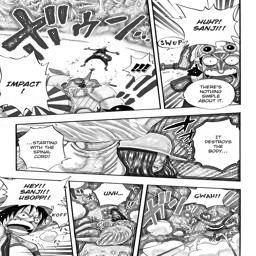 HUH?!
SANJI!!
SWUP
IMPACT
!
THERE'S
NOTHING
SIMPLE
ABOUT IT.
IT
DESTROYS
THE
BODY...
...STARTING
WITH THE
SPINAL
CORD!
HEY!!
SANJI!
USOPP!!
UNH...
GWAH!!